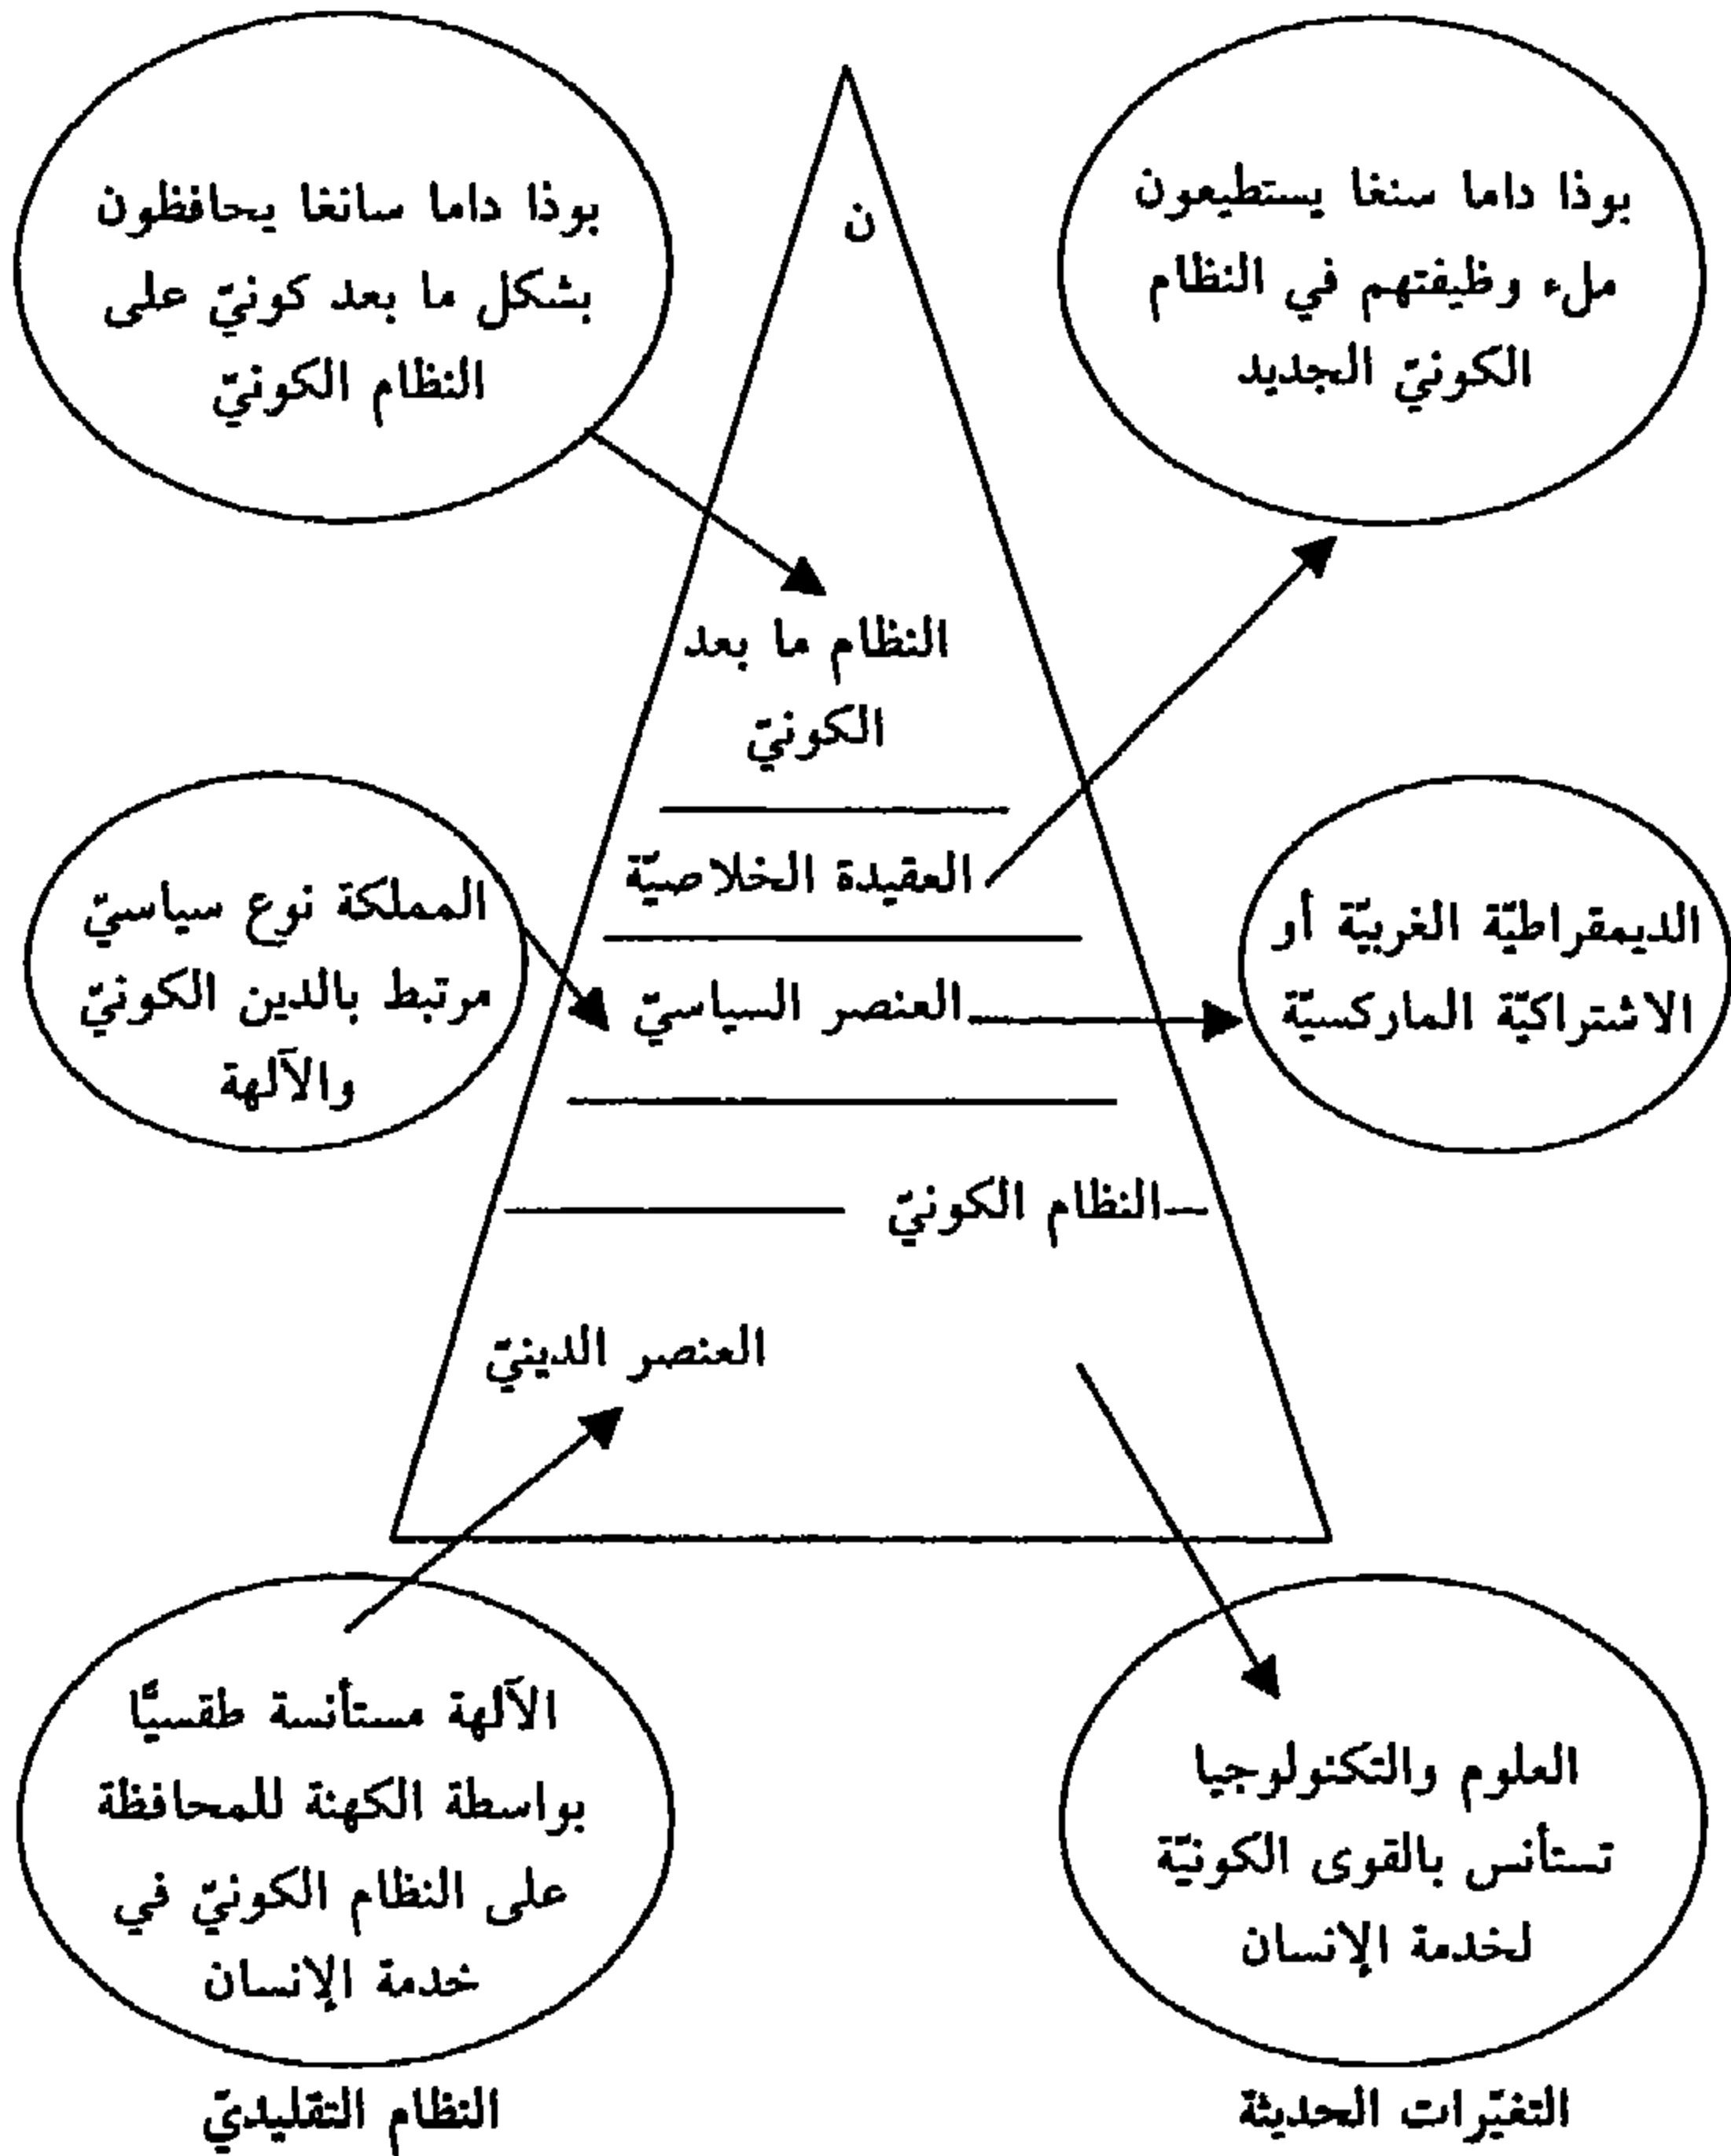 بوذا داما سانغا يحافظون
بشكل ما بعد كونيّ على
النظام الكونيّ
ن
بوذا داما سنغا يستطيعون
ملء وظيفتهم في النظام
الكونيّ الجديد
النظام ما بعد
الكونيّ
العقيدة الخلاصيّة
المملكة نوع سياسيّ
مرتبط بالدين الكونيّ
والآلهة
العنصر السياسيّ
الديمقراطيّة الغربيّة أو
الاشتراكيّة الماركسيّة
النظام الكونيّ
العنصر الدينيّ
الآلهة مستأنسة طقسيًّا
بواسطة الكهنة للمحافظة
على النظام الكونيّ في
خدمة الإنسان
العلوم والتكنولوجيا
تستأنس بالقوى الكونيّة
لخدمة الإنسان
النظام التقليديّ
التغيّرات الحديثة